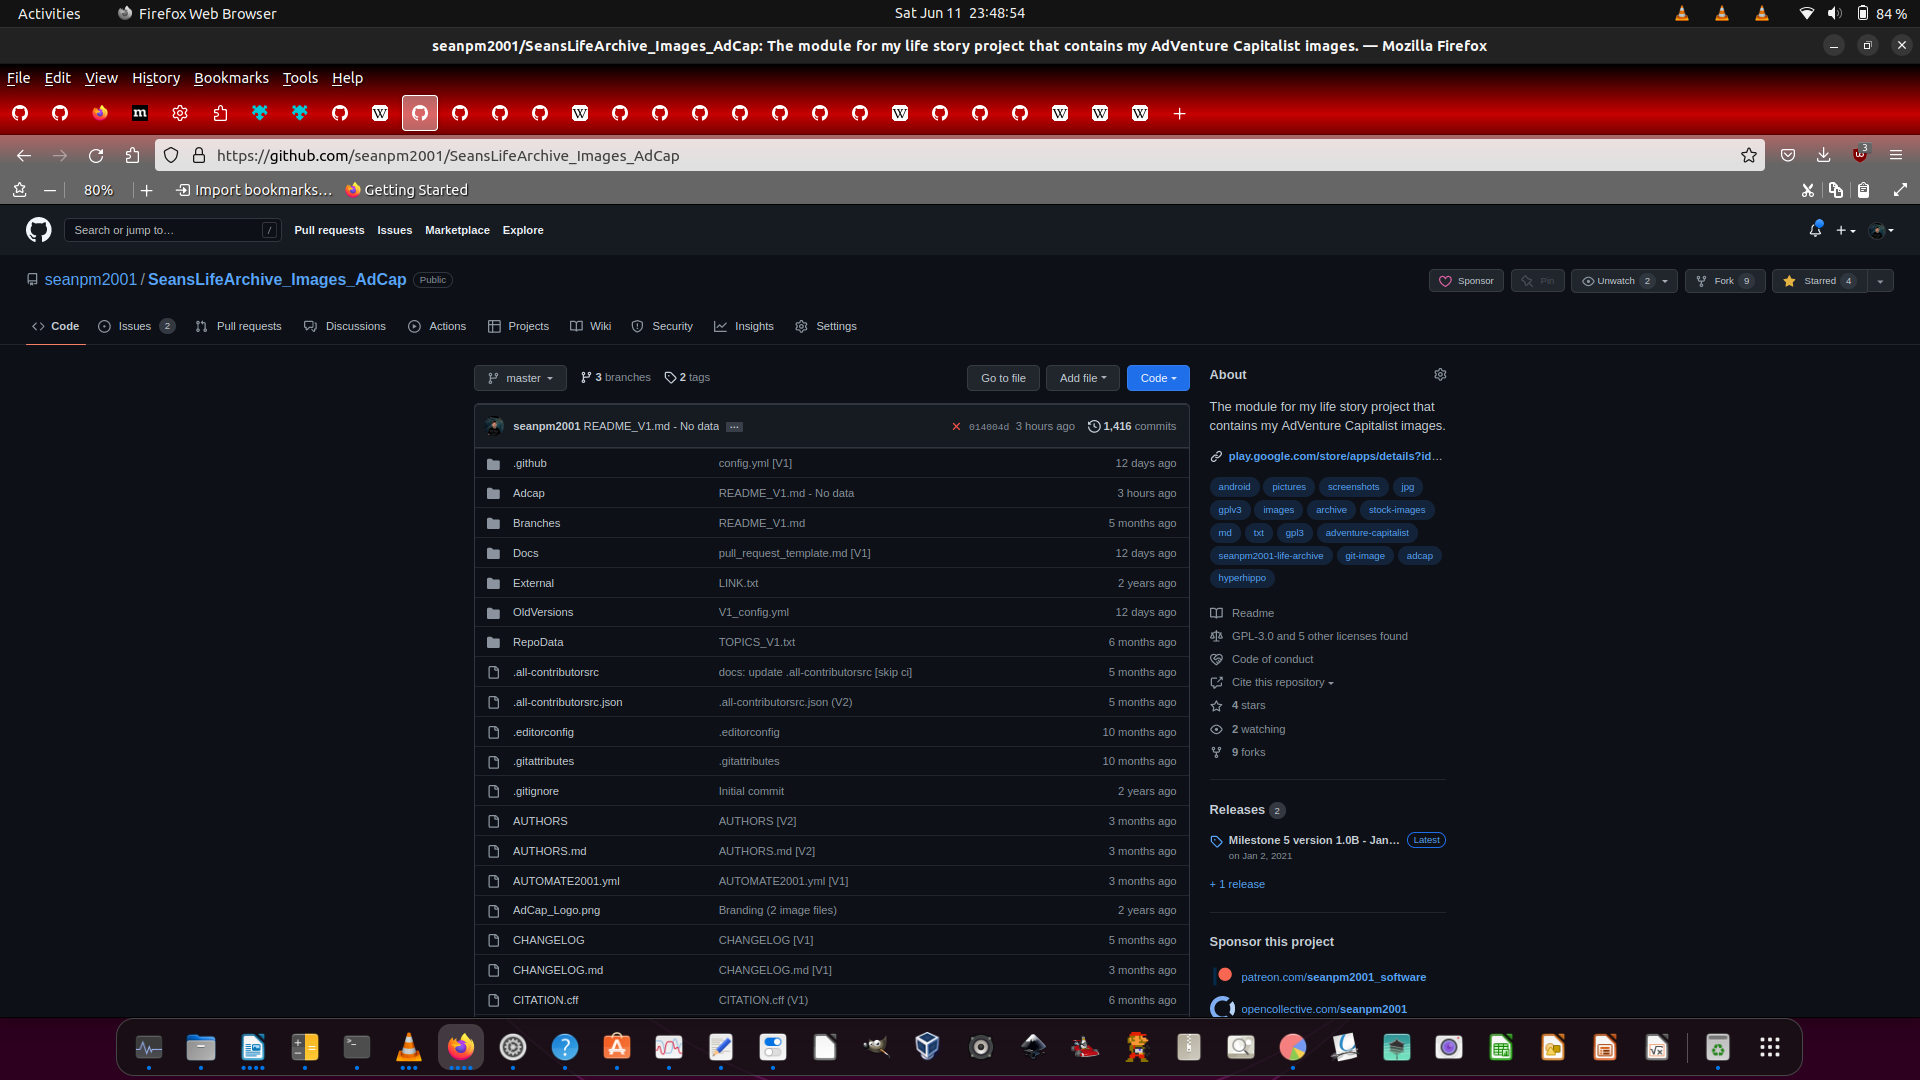 Activities Firefox Web Browser Sat Jun 11 23:48:54 84 %
seanpm2001/SeansLifeArchive_Images_AdCap: The module for my life story project that contains my AdVenture Capitalist images. — Mozilla Firefox
File Edit View History Bookmarks Tools Help
https://github.com/seanpm2001/SeansLifeArchive_Images_AdCap 3
80% Import bookmarks… Getting Started
Search or jump to… / Pull requests Issues Marketplace Explore
seanpm2001 / SeansLifeArchive_Images_AdCap Public Sponsor Pin Unwatch 2 Fork 9 Starred 4
Code Issues 2 Pull requests Discussions Actions Projects Wiki Security Insights Settings
master 3 branches 2 tags Go to file Add file Code
seanpm2001 README_V1.md - No data ... 014004d 3 hours ago 1,416 commits
.github config.yml [V1] 12 days ago
Adcap README_V1.md - No data 3 hours ago
Branches README_V1.md 5 months ago
Docs pull_request_template.md [V1] 12 days ago
External LINK.txt 2 years ago
OldVersions V1_config.yml 12 days ago
RepoData TOPICS_V1.txt 6 months ago
.all-contributorsrc docs: update .all-contributorsrc [skip ci] 5 months ago
.all-contributorsrc.json .all-contributorsrc.json (V2) 5 months ago
.editorconfig .editorconfig 10 months ago
.gitattributes .gitattributes 10 months ago
.gitignore Initial commit 2 years ago
AUTHORS AUTHORS [V2] 3 months ago
AUTHORS.md AUTHORS.md [V2] 3 months ago
AUTOMATE2001.yml AUTOMATE2001.yml [V1] 3 months ago
AdCap_Logo.png Branding (2 image files) 2 years ago
CHANGELOG CHANGELOG [V1] 5 months ago
CHANGELOG.md CHANGELOG.md [V1] 3 months ago
CITATION.cff CITATION.cff (V1) 6 months ago
About
The module for my life story project that
contains my AdVenture Capitalist images.
play.google.com/store/apps/details?id…
android pictures screenshots jpg
gplv3 images archive stock-images
md txt gpl3 adventure-capitalist
seanpm2001-life-archive git-image adcap
hyperhippo
Readme
GPL-3.0 and 5 other licenses found
Code of conduct
Cite this repository
4 stars
2 watching
9 forks
Releases 2
Milestone 5 version 1.0B - Jan… Latest
on Jan 2, 2021
+ 1 release
Sponsor this project
patreon.com/seanpm2001_software
opencollective.com/seanpm2001